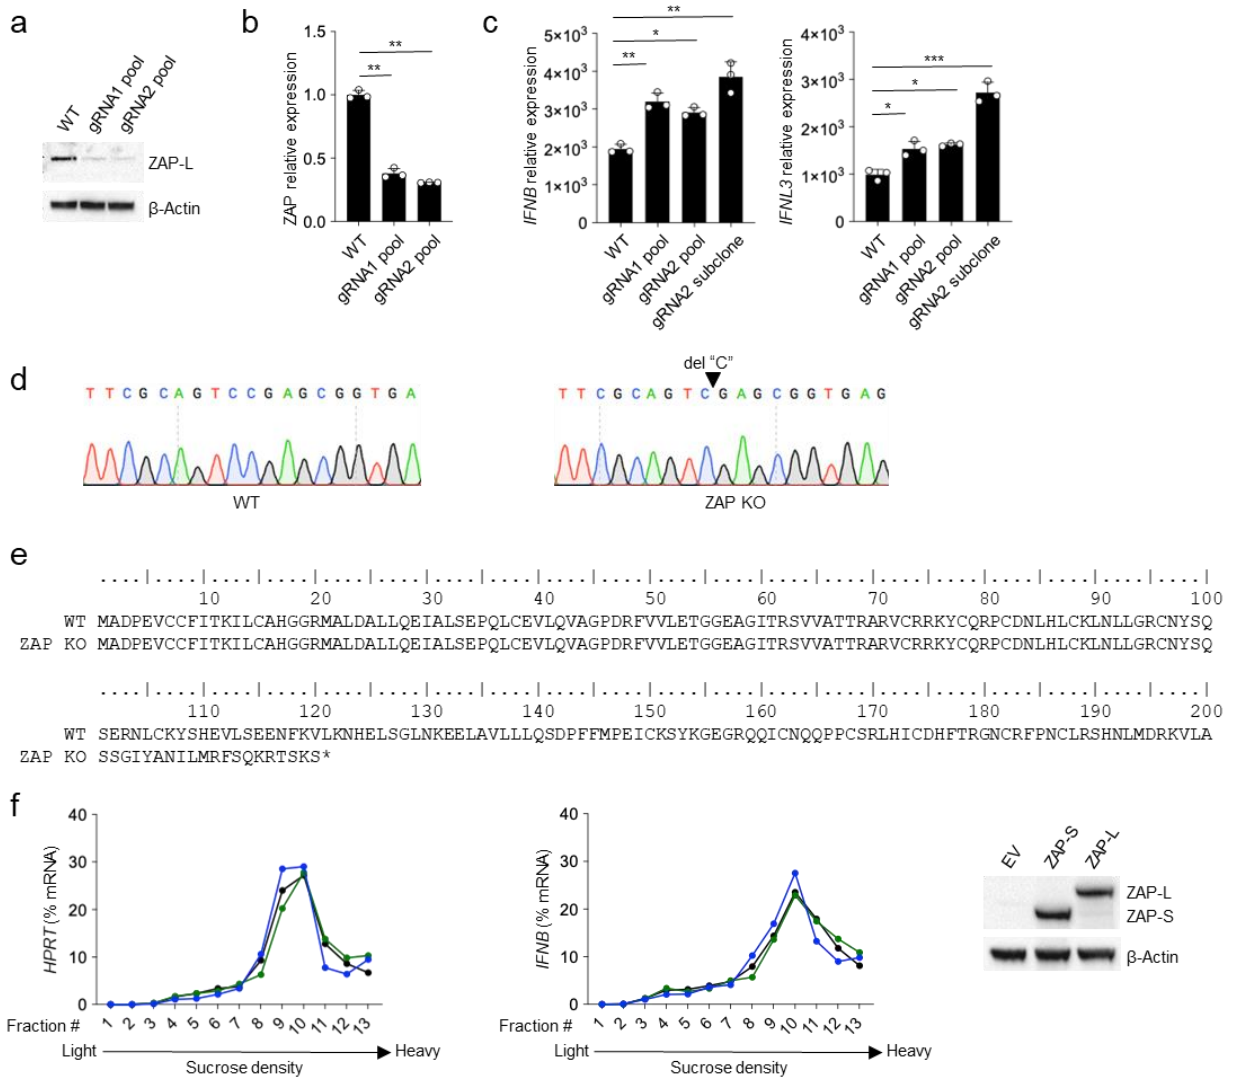 a
WT
gRNA1 pool
gRNA2 pool
ZAP-L
β-Actin
b
ZAP relative expression
1.5
1.0
0.5
0.0
**
**
WT
gRNA1 pool
gRNA2 pool
c
IFNB relative expression
5×10³
4×10³
3×10³
2×10³
1×10³
0
**
*
**
WT
gRNA1 pool
gRNA2 pool
gRNA2 subclone
IFNL3 relative expression
4×10³
3×10³
2×10³
1×10³
0
***
*
*
WT
gRNA1 pool
gRNA2 pool
gRNA2 subclone
d
T T C G C A G T C C G A G C G G T G A
WT
del “C”
T T C G C A G T C G A G C G G T G A G
ZAP KO
e
....|....|....|....|....|....|....|....|....|....|....|....|....|....|....|....|....|....|....|....|
10 20 30 40 50 60 70 80 90 100
WT MADPEVCCFITKILCAHGGRMALDALLQEIALSEPQLCEVLQVAGPDRFVVLETGGEAGITRSVVATTRARVCRRKYCQRPCDNLHLCKLNLLGRCNYSQ
ZAP KO MADPEVCCFITKILCAHGGRMALDALLQEIALSEPQLCEVLQVAGPDRFVVLETGGEAGITRSVVATTRARVCRRKYCQRPCDNLHLCKLNLLGRCNYSQ
....|....|....|....|....|....|....|....|....|....|....|....|....|....|....|....|....|....|....|....|
110 120 130 140 150 160 170 180 190 200
WT SERNLCKYSHEVLSEENFKVLKNHELSGLNKEELAVLLLQSDPFFMPEICKSYKGEGRQQICNQQPPCSRLHICDHFTRGNCRFPNCLRSHNLMDRKVLA
ZAP KO SSGIYANILMRFSQKRTSKS*
f
HPRT (% mRNA)
40
30
20
10
0
Fraction # 1 2 3 4 5 6 7 8 9 10 11 12 13
Light Heavy
Sucrose density
IFNB (% mRNA)
40
30
20
10
0
Fraction # 1 2 3 4 5 6 7 8 9 10 11 12 13
Light Heavy
Sucrose density
EV
ZAP-S
ZAP-L
ZAP-L
ZAP-S
β-Actin